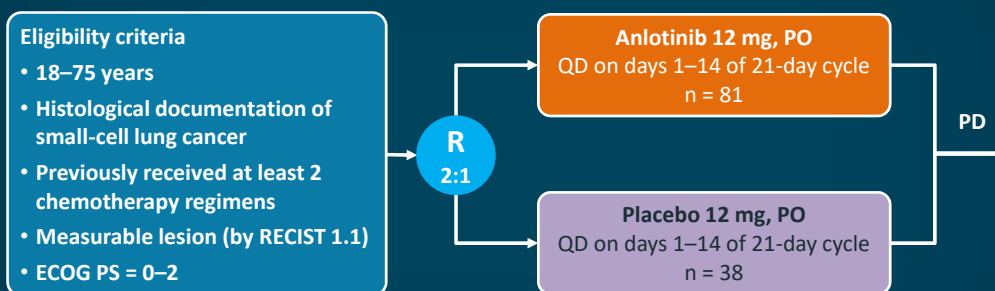 Eligibility criteria
• 18–75 years
• Histological documentation of
small-cell lung cancer
• Previously received at least 2
chemotherapy regimens
• Measurable lesion (by RECIST 1.1)
• ECOG PS = 0–2
R
2:1
Anlotinib 12 mg, PO
QD on days 1–14 of 21-day cycle
n = 81
Placebo 12 mg, PO
QD on days 1–14 of 21-day cycle
n = 38
PD